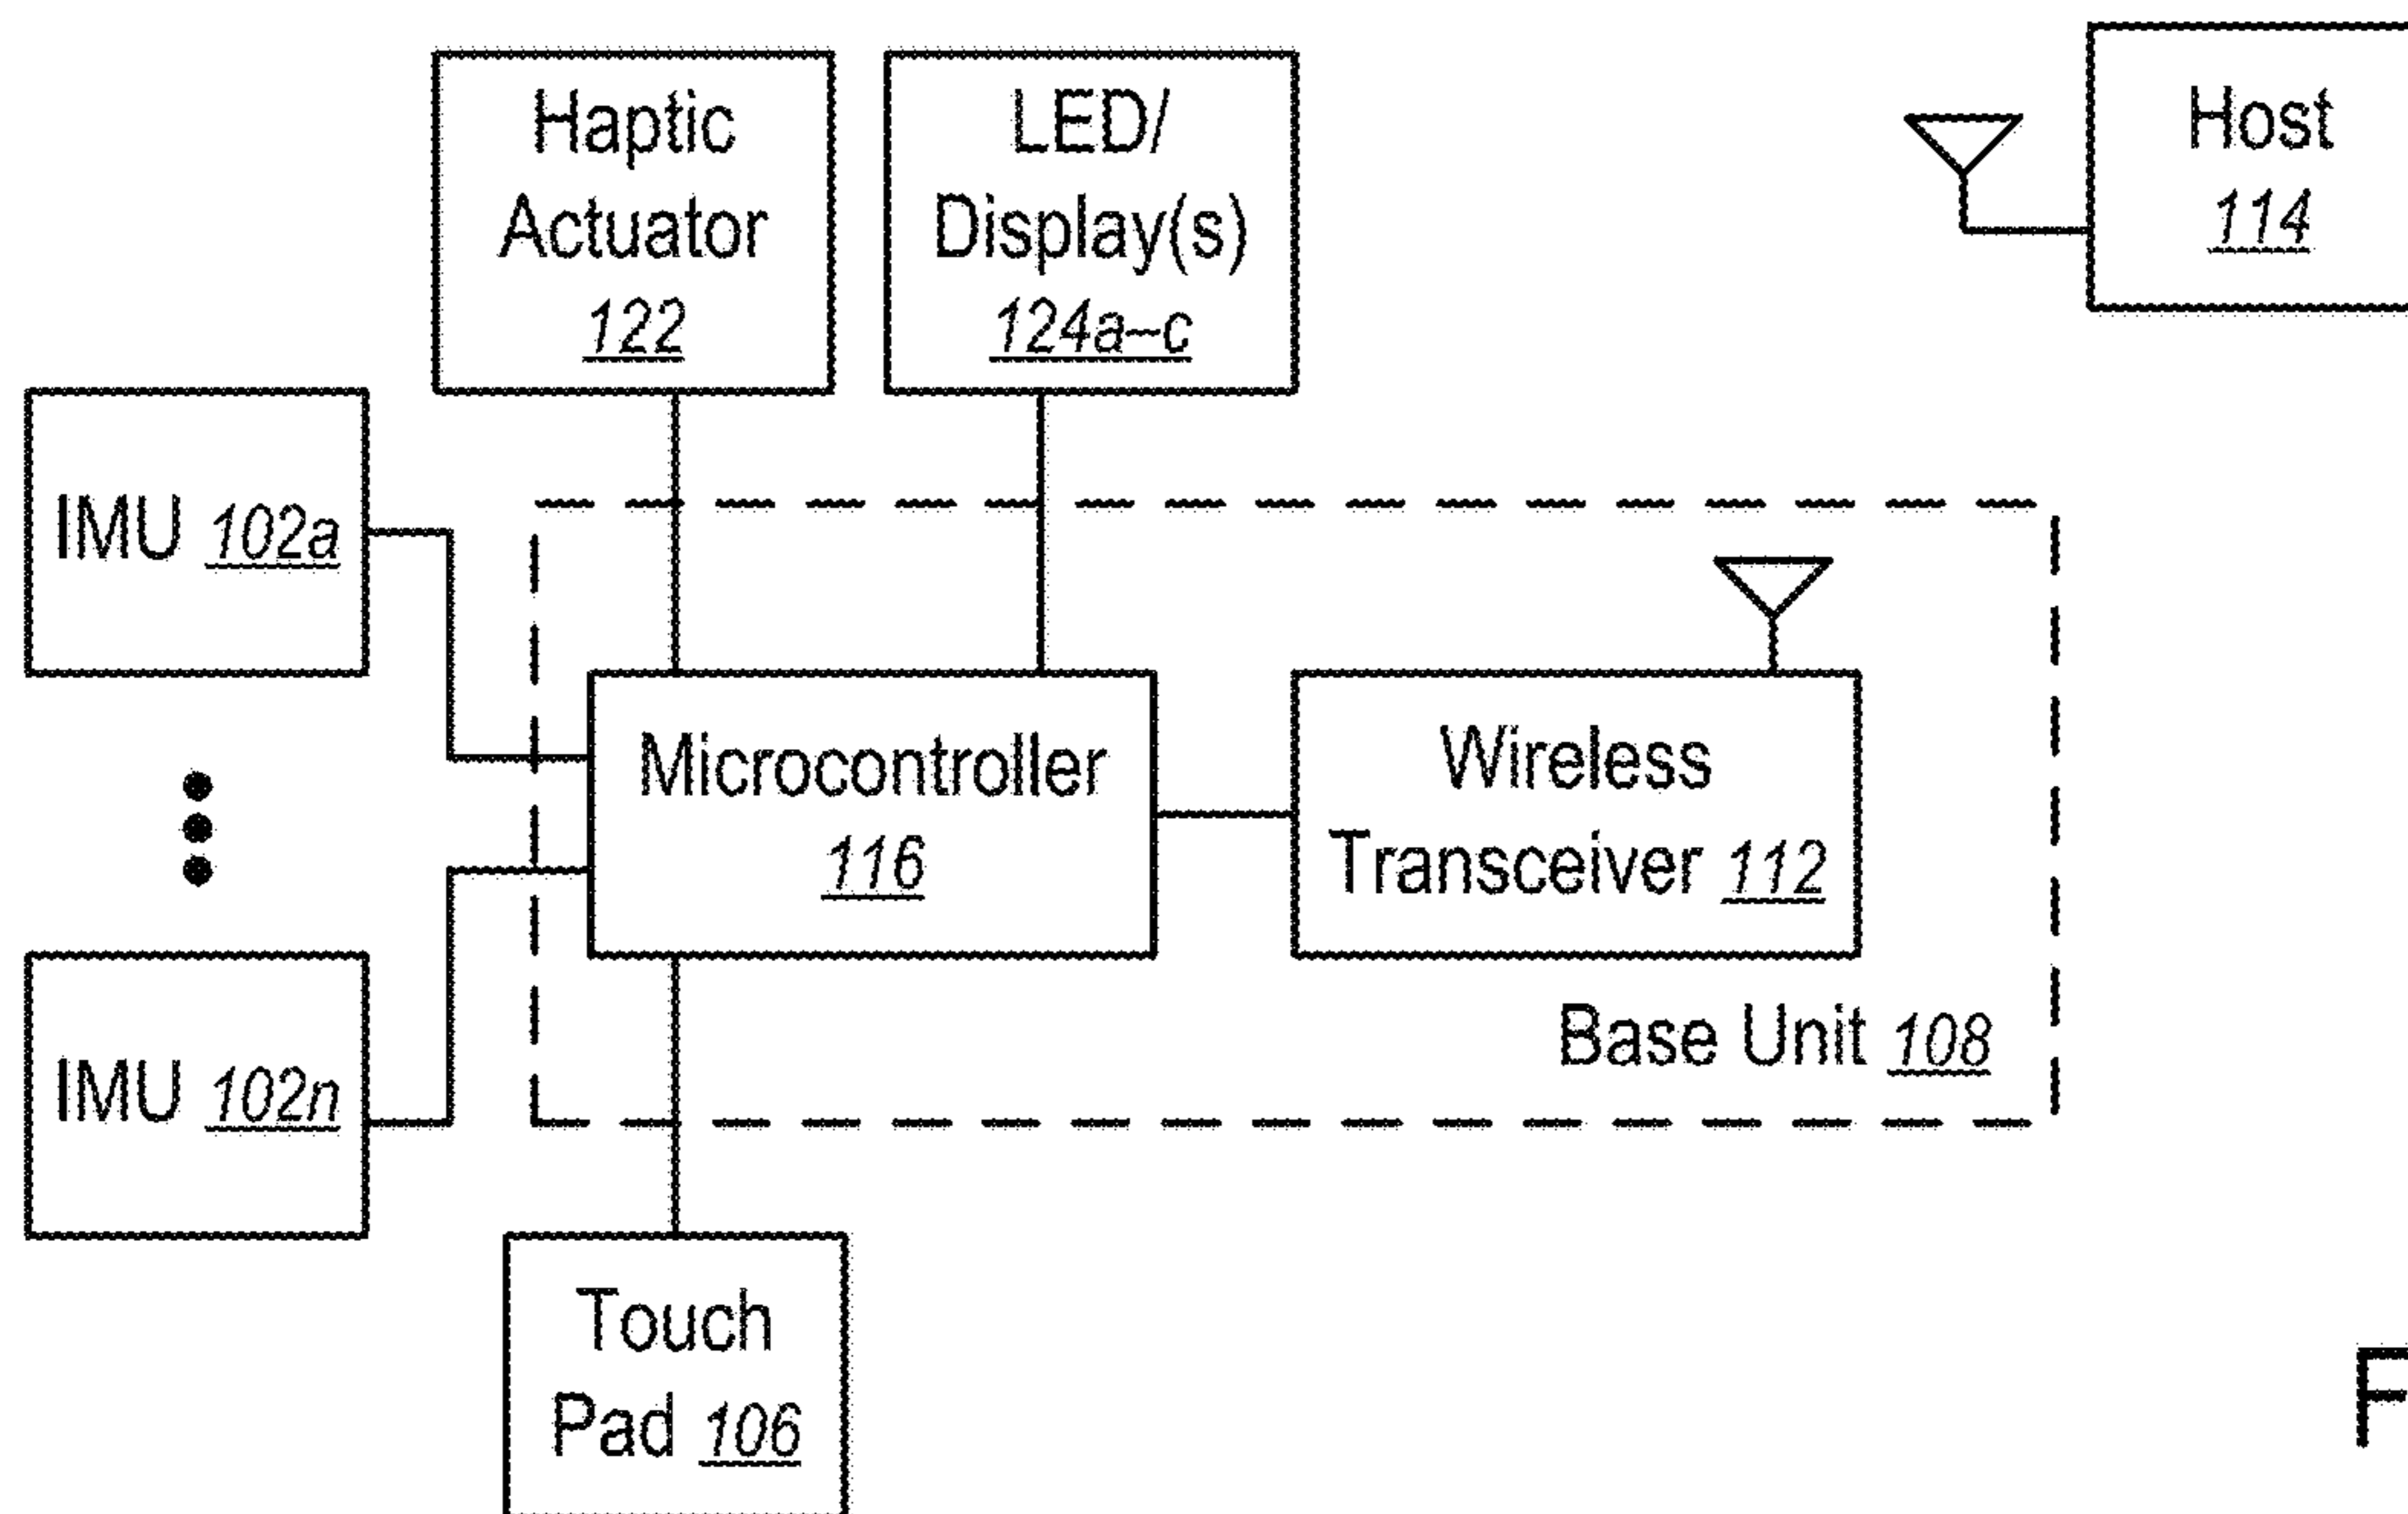 Haptic
Actuator
122
LED/
Display(s)
124a–c
Host
114
IMU 102a
Microcontroller
116
Wireless
Transceiver 112
Base Unit 108
IMU 102n
Touch
Pad 106
F